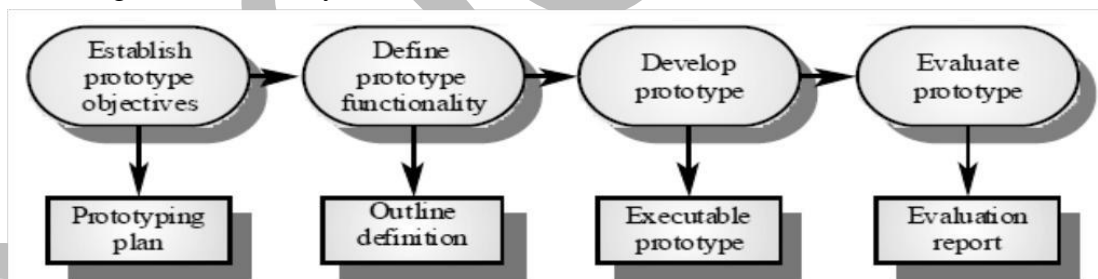 Establish
prototype
objectives
Define
prototype
functionality
Develop
prototype
Evaluate
prototype
Prototyping
plan
Outline
definition
Executable
prototype
Evaluation
report